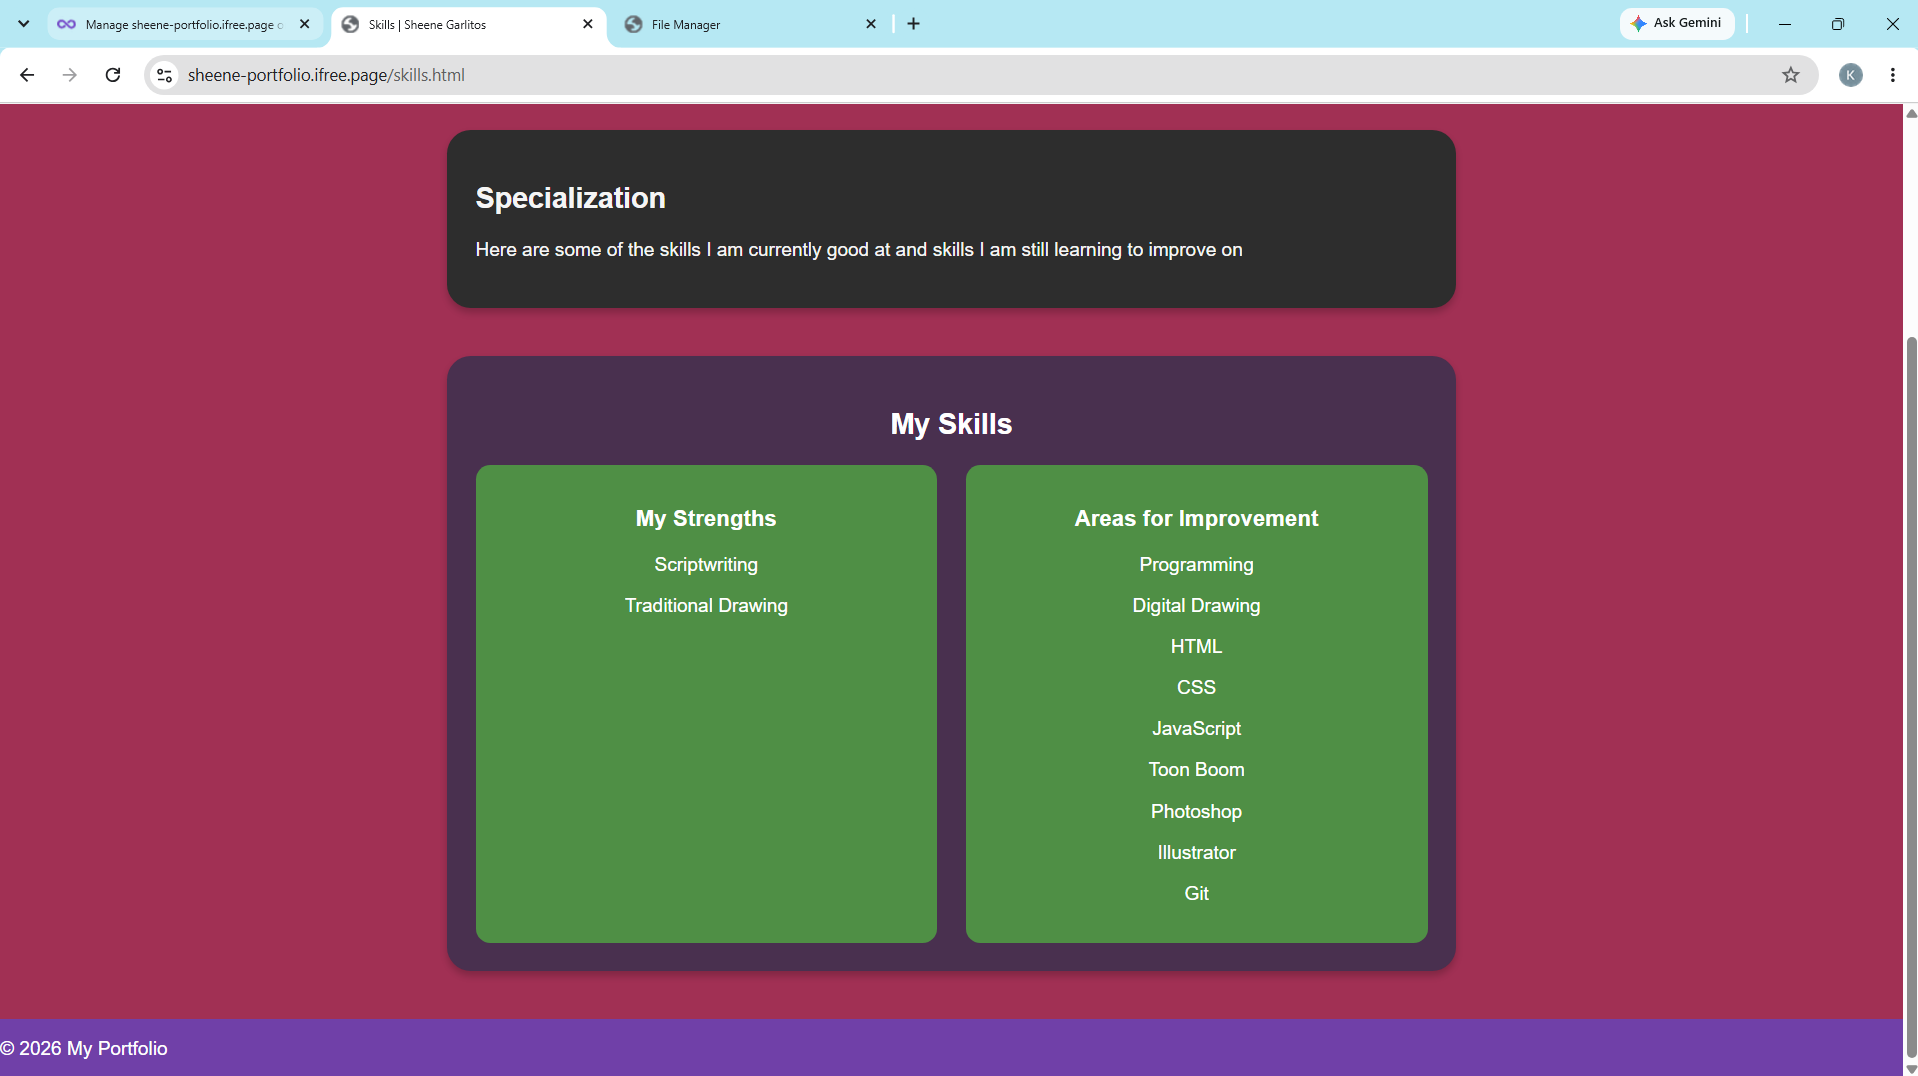 Manage sheene-portfolio.ifree.page o
Skills | Sheene Garlitos
File Manager
Ask Gemini
sheene-portfolio.ifree.page/skills.html
K
Specialization
Here are some of the skills I am currently good at and skills I am still learning to improve on
My Skills
My Strengths
Scriptwriting
Traditional Drawing
Areas for Improvement
Programming
Digital Drawing
HTML
CSS
JavaScript
Toon Boom
Photoshop
Illustrator
Git
© 2026 My Portfolio